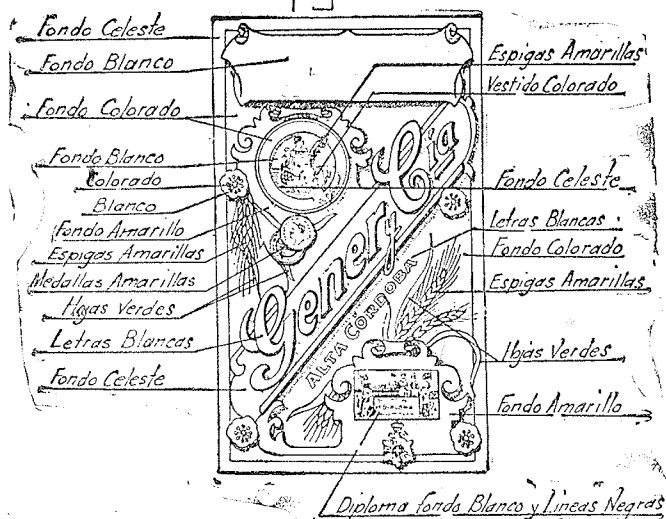 Fondo Celeste
Fondo Blanco
Fondo Colorado
Fondo Blanco
Colorado
Blanco
Fondo Amarillo
Espigas Amarillas
Medallas Amarillas
Hojas Verdes
Letras Blancas
Fondo Celeste
Gener y Cía
ALTA CÓRDOBA
Espigas Amarillas
Vestido Colorado
Fondo Celeste
Letras Blancas
Fondo Colorado
Espigas Amarillas
Hojas Verdes
Fondo Amarillo
Diploma fondo Blanco y Lineas Negras